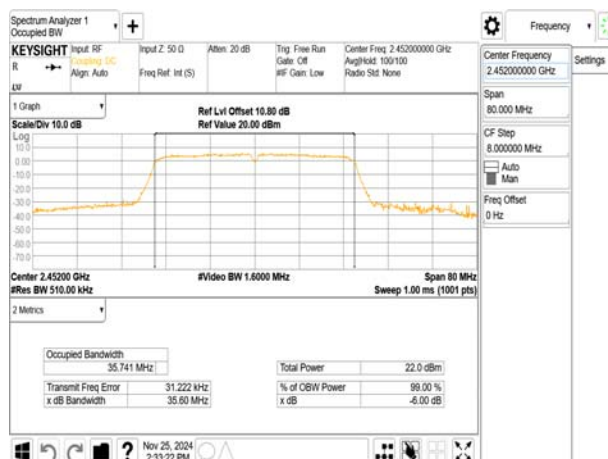 Spectrum Analyzer 1
Occupied BW
Frequency
KEYSIGHT Input: RF Input Z: 50 Ω Atten: 20 dB Trig: Free Run Center Freq: 2.452000000 GHz
R Coupling: DC Gate: Off Avg|Hold: 100/100
Align: Auto Freq Ref: Int (S) #IF Gain: Low Radio Std: None
Center Frequency
2.452000000 GHz
Settings
Span
80.000 MHz
CF Step
8.000000 MHz
Auto
Man
Freq Offset
0 Hz
1 Graph
Ref Lvl Offset 10.80 dB
Scale/Div 10.0 dB Ref Value 20.00 dBm
Log
10.0
0.00
-10.0
-20.0
-30.0
-40.0
-50.0
-60.0
-70.0
Center 2.45200 GHz #Video BW 1.6000 MHz Span 80 MHz
#Res BW 510.00 kHz Sweep 1.00 ms (1001 pts)
2 Metrics
Occupied Bandwidth
35.741 MHz
Total Power 22.0 dBm
Transmit Freq Error 31.222 kHz % of OBW Power 99.00 %
x dB Bandwidth 35.60 MHz x dB -6.00 dB
Nov 25, 2024
2:33:22 PM